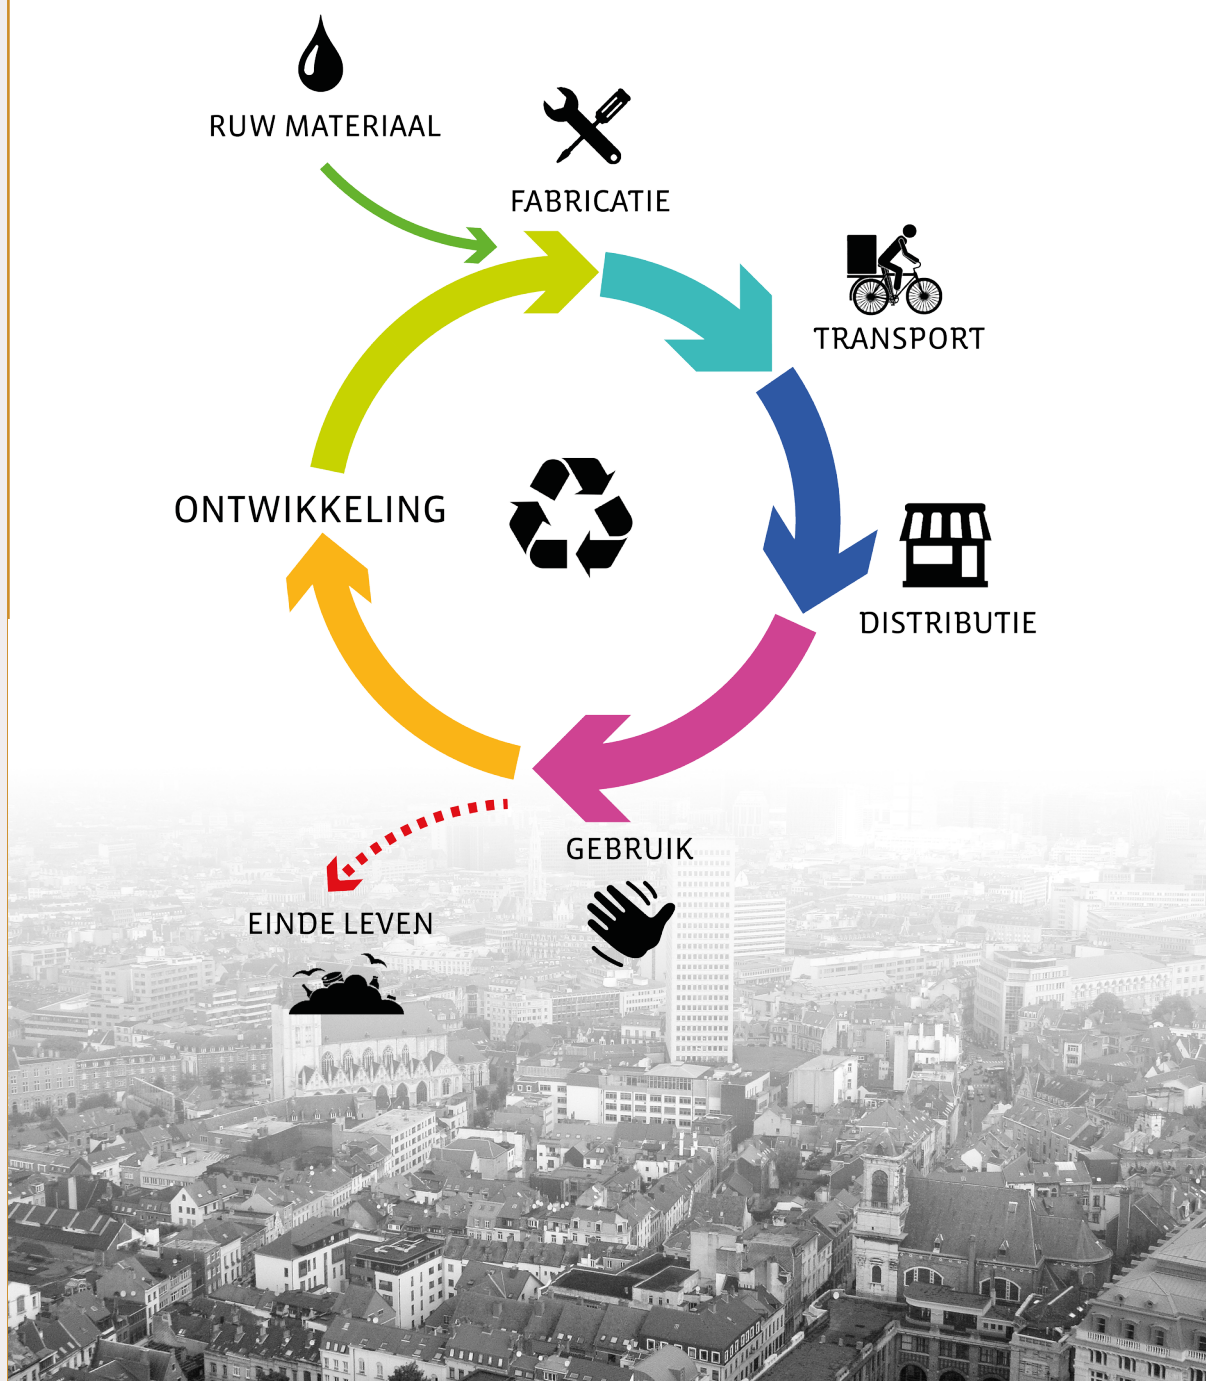 RUW MATERIAAL
FABRICATIE
TRANSPORT
ONTWIKKELING
DISTRIBUTIE
GEBRUIK
EINDE LEVEN